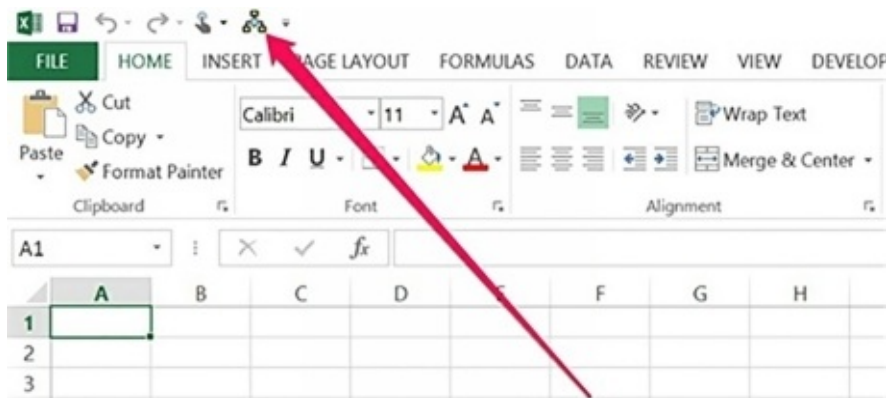 FILE HOME INSERT PAGE LAYOUT FORMULAS DATA REVIEW VIEW DEVELOP
Cut
Copy
Paste
Format Painter
Calibri 11 A A
B I U A
Wrap Text
Merge & Center
Clipboard Font Alignment
A1 fx
A B C D E F G H
1
2
3